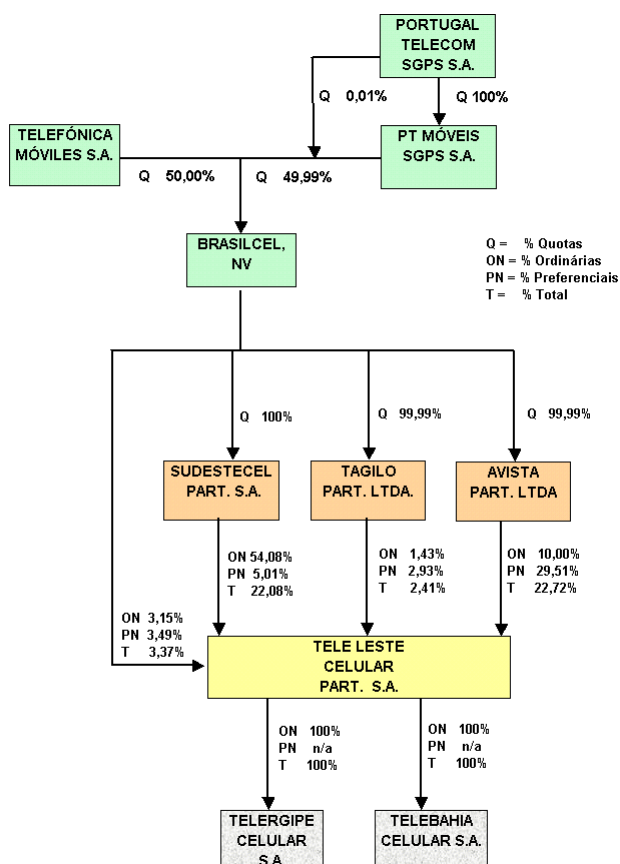 PORTUGAL
TELECOM
SGPS S.A.
Q 0,01%
Q 100%
TELEFÓNICA
MÓVILES S.A.
PT MÓVEIS
SGPS S.A.
Q 50,00%
Q 49,99%
BRASILCEL,
NV
Q = % Quotas
ON = % Ordinárias
PN = % Preferenciais
T = % Total
Q 100%
Q 99,99%
Q 99,99%
SUDESTECEL
PART. S.A.
TAGILO
PART. LTDA.
AVISTA
PART. LTDA
ON 54,08%
PN 5,01%
T 22,08%
ON 1,43%
PN 2,93%
T 2,41%
ON 10,00%
PN 29,51%
T 22,72%
ON 3,15%
PN 3,49%
T 3,37%
TELE LESTE
CELULAR
PART. S.A.
ON 100%
PN n/a
T 100%
ON 100%
PN n/a
T 100%
TELERGIPE
CELULAR
S.A.
TELEBAHIA
CELULAR S.A.